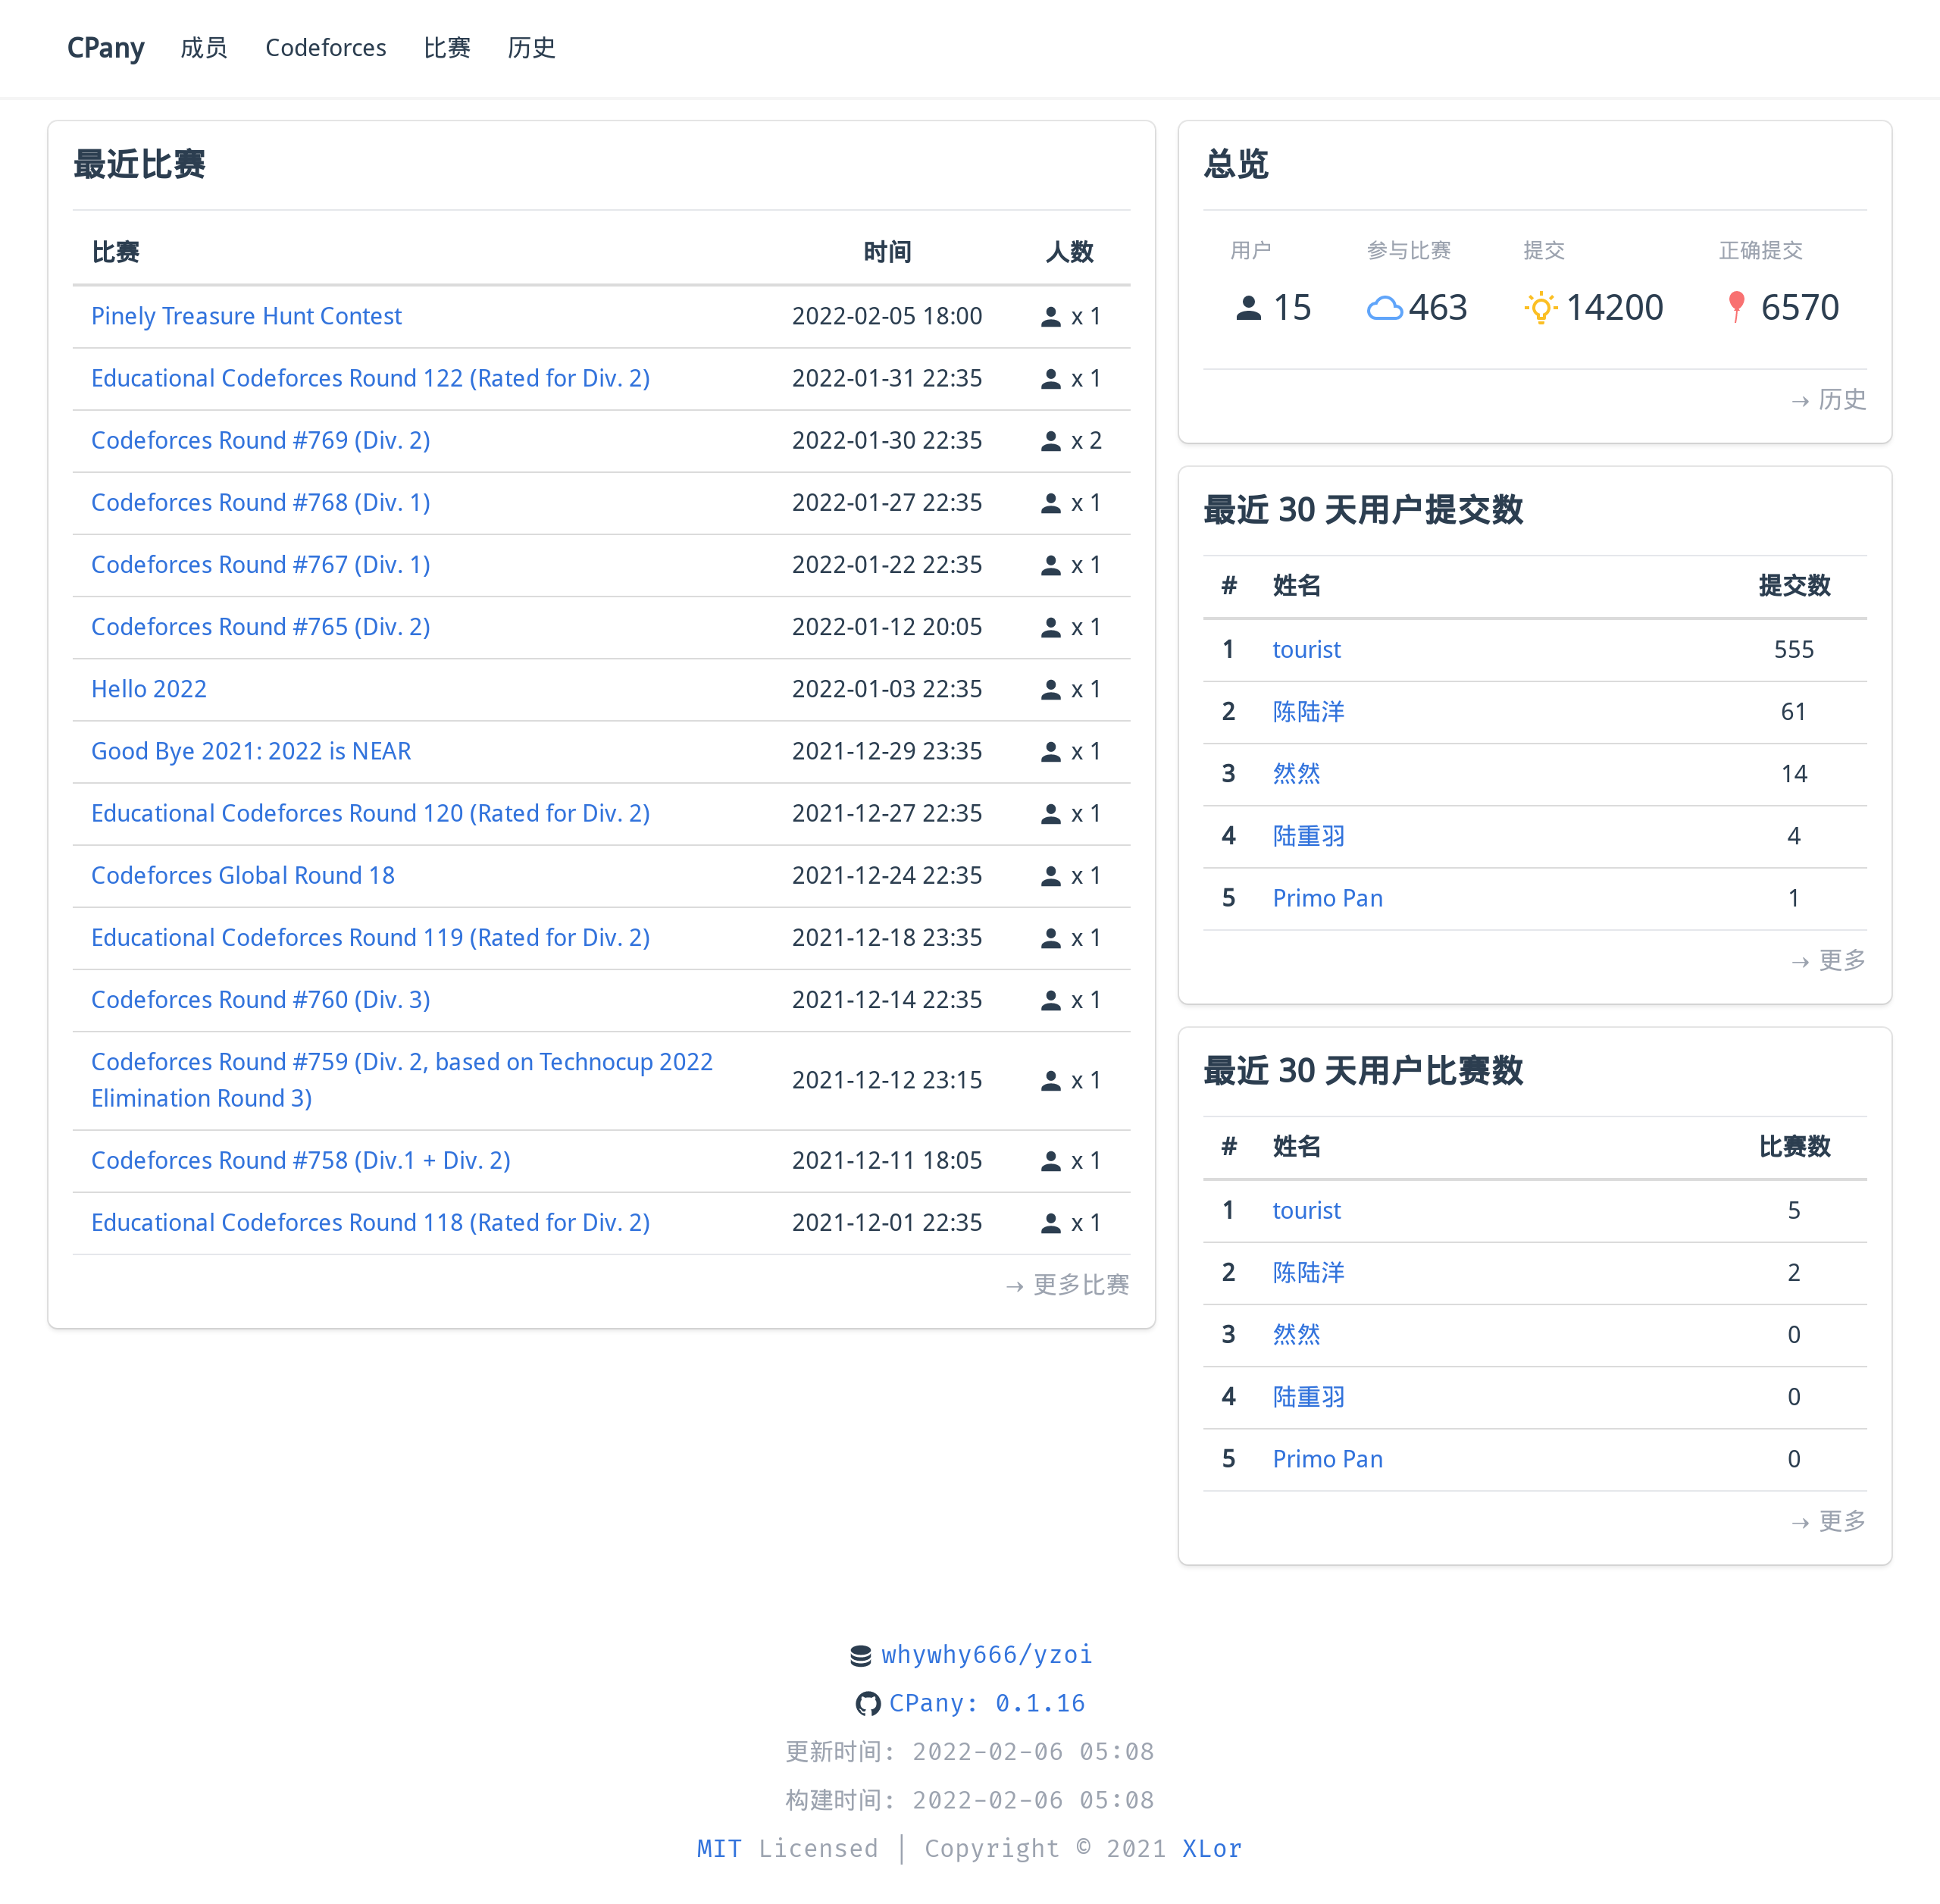 CPany 成员 Codeforces 比赛 历史
最近比赛
比赛 时间 人数
Pinely Treasure Hunt Contest 2022-02-05 18:00 x 1
Educational Codeforces Round 122 (Rated for Div. 2) 2022-01-31 22:35 x 1
Codeforces Round #769 (Div. 2) 2022-01-30 22:35 x 2
Codeforces Round #768 (Div. 1) 2022-01-27 22:35 x 1
Codeforces Round #767 (Div. 1) 2022-01-22 22:35 x 1
Codeforces Round #765 (Div. 2) 2022-01-12 20:05 x 1
Hello 2022 2022-01-03 22:35 x 1
Good Bye 2021: 2022 is NEAR 2021-12-29 23:35 x 1
Educational Codeforces Round 120 (Rated for Div. 2) 2021-12-27 22:35 x 1
Codeforces Global Round 18 2021-12-24 22:35 x 1
Educational Codeforces Round 119 (Rated for Div. 2) 2021-12-18 23:35 x 1
Codeforces Round #760 (Div. 3) 2021-12-14 22:35 x 1
Codeforces Round #759 (Div. 2, based on Technocup 2022
Elimination Round 3) 2021-12-12 23:15 x 1
Codeforces Round #758 (Div.1 + Div. 2) 2021-12-11 18:05 x 1
Educational Codeforces Round 118 (Rated for Div. 2) 2021-12-01 22:35 x 1
→ 更多比赛
总览
用户 参与比赛 提交 正确提交
15 463 14200 6570
→ 历史
最近 30 天用户提交数
# 姓名 提交数
1 tourist 555
2 陈陆洋 61
3 然然 14
4 陆重羽 4
5 Primo Pan 1
→ 更多
最近 30 天用户比赛数
# 姓名 比赛数
1 tourist 5
2 陈陆洋 2
3 然然 0
4 陆重羽 0
5 Primo Pan 0
→ 更多
whywhy666/yzoi
CPany: 0.1.16
更新时间: 2022-02-06 05:08
构建时间: 2022-02-06 05:08
MIT Licensed | Copyright © 2021 XLor